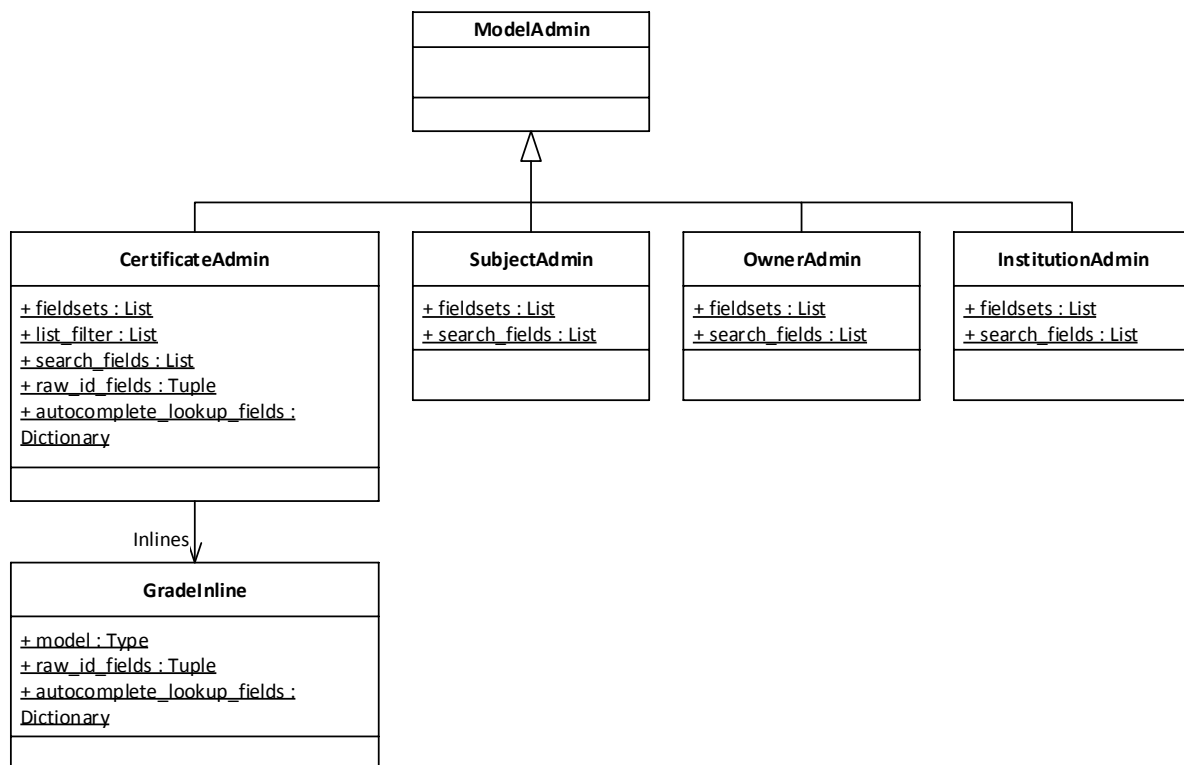 ModelAdmin
CertificateAdmin
+ fieldsets : List
+ list_filter : List
+ search_fields : List
+ raw_id_fields : Tuple
+ autocomplete_lookup_fields :
Dictionary
SubjectAdmin
+ fieldsets : List
+ search_fields : List
OwnerAdmin
+ fieldsets : List
+ search_fields : List
InstitutionAdmin
+ fieldsets : List
+ search_fields : List
Inlines
GradeInline
+ model : Type
+ raw_id_fields : Tuple
+ autocomplete_lookup_fields :
Dictionary